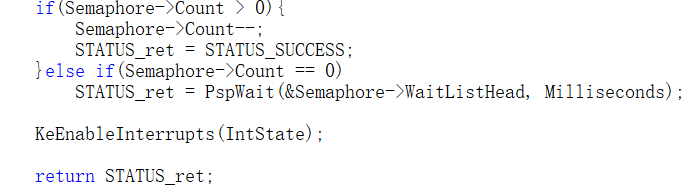 if(Semaphore->Count > 0){
Semaphore->Count--;
STATUS_ret = STATUS_SUCCESS;
}else if(Semaphore->Count == 0)
STATUS_ret = PspWait(&Semaphore->WaitListHead, Milliseconds);
KeEnableInterrupts(IntState);
return STATUS_ret;